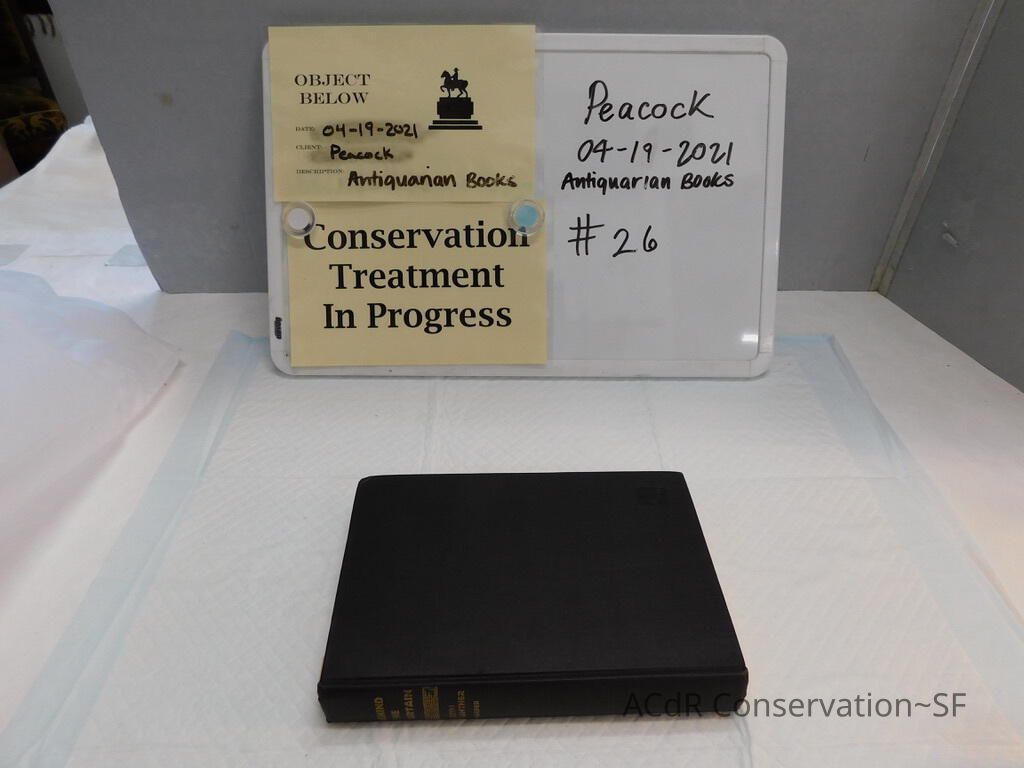 OBJECT
BELOW
DATE: 04-19-2021
CLIENT: Peacock
DESCRIPTION: Antiquarian Books
Conservation
Treatment
In Progress
Peacock
04-19-2021
Antiquarian Books
#26
ACdR Conservation~SF